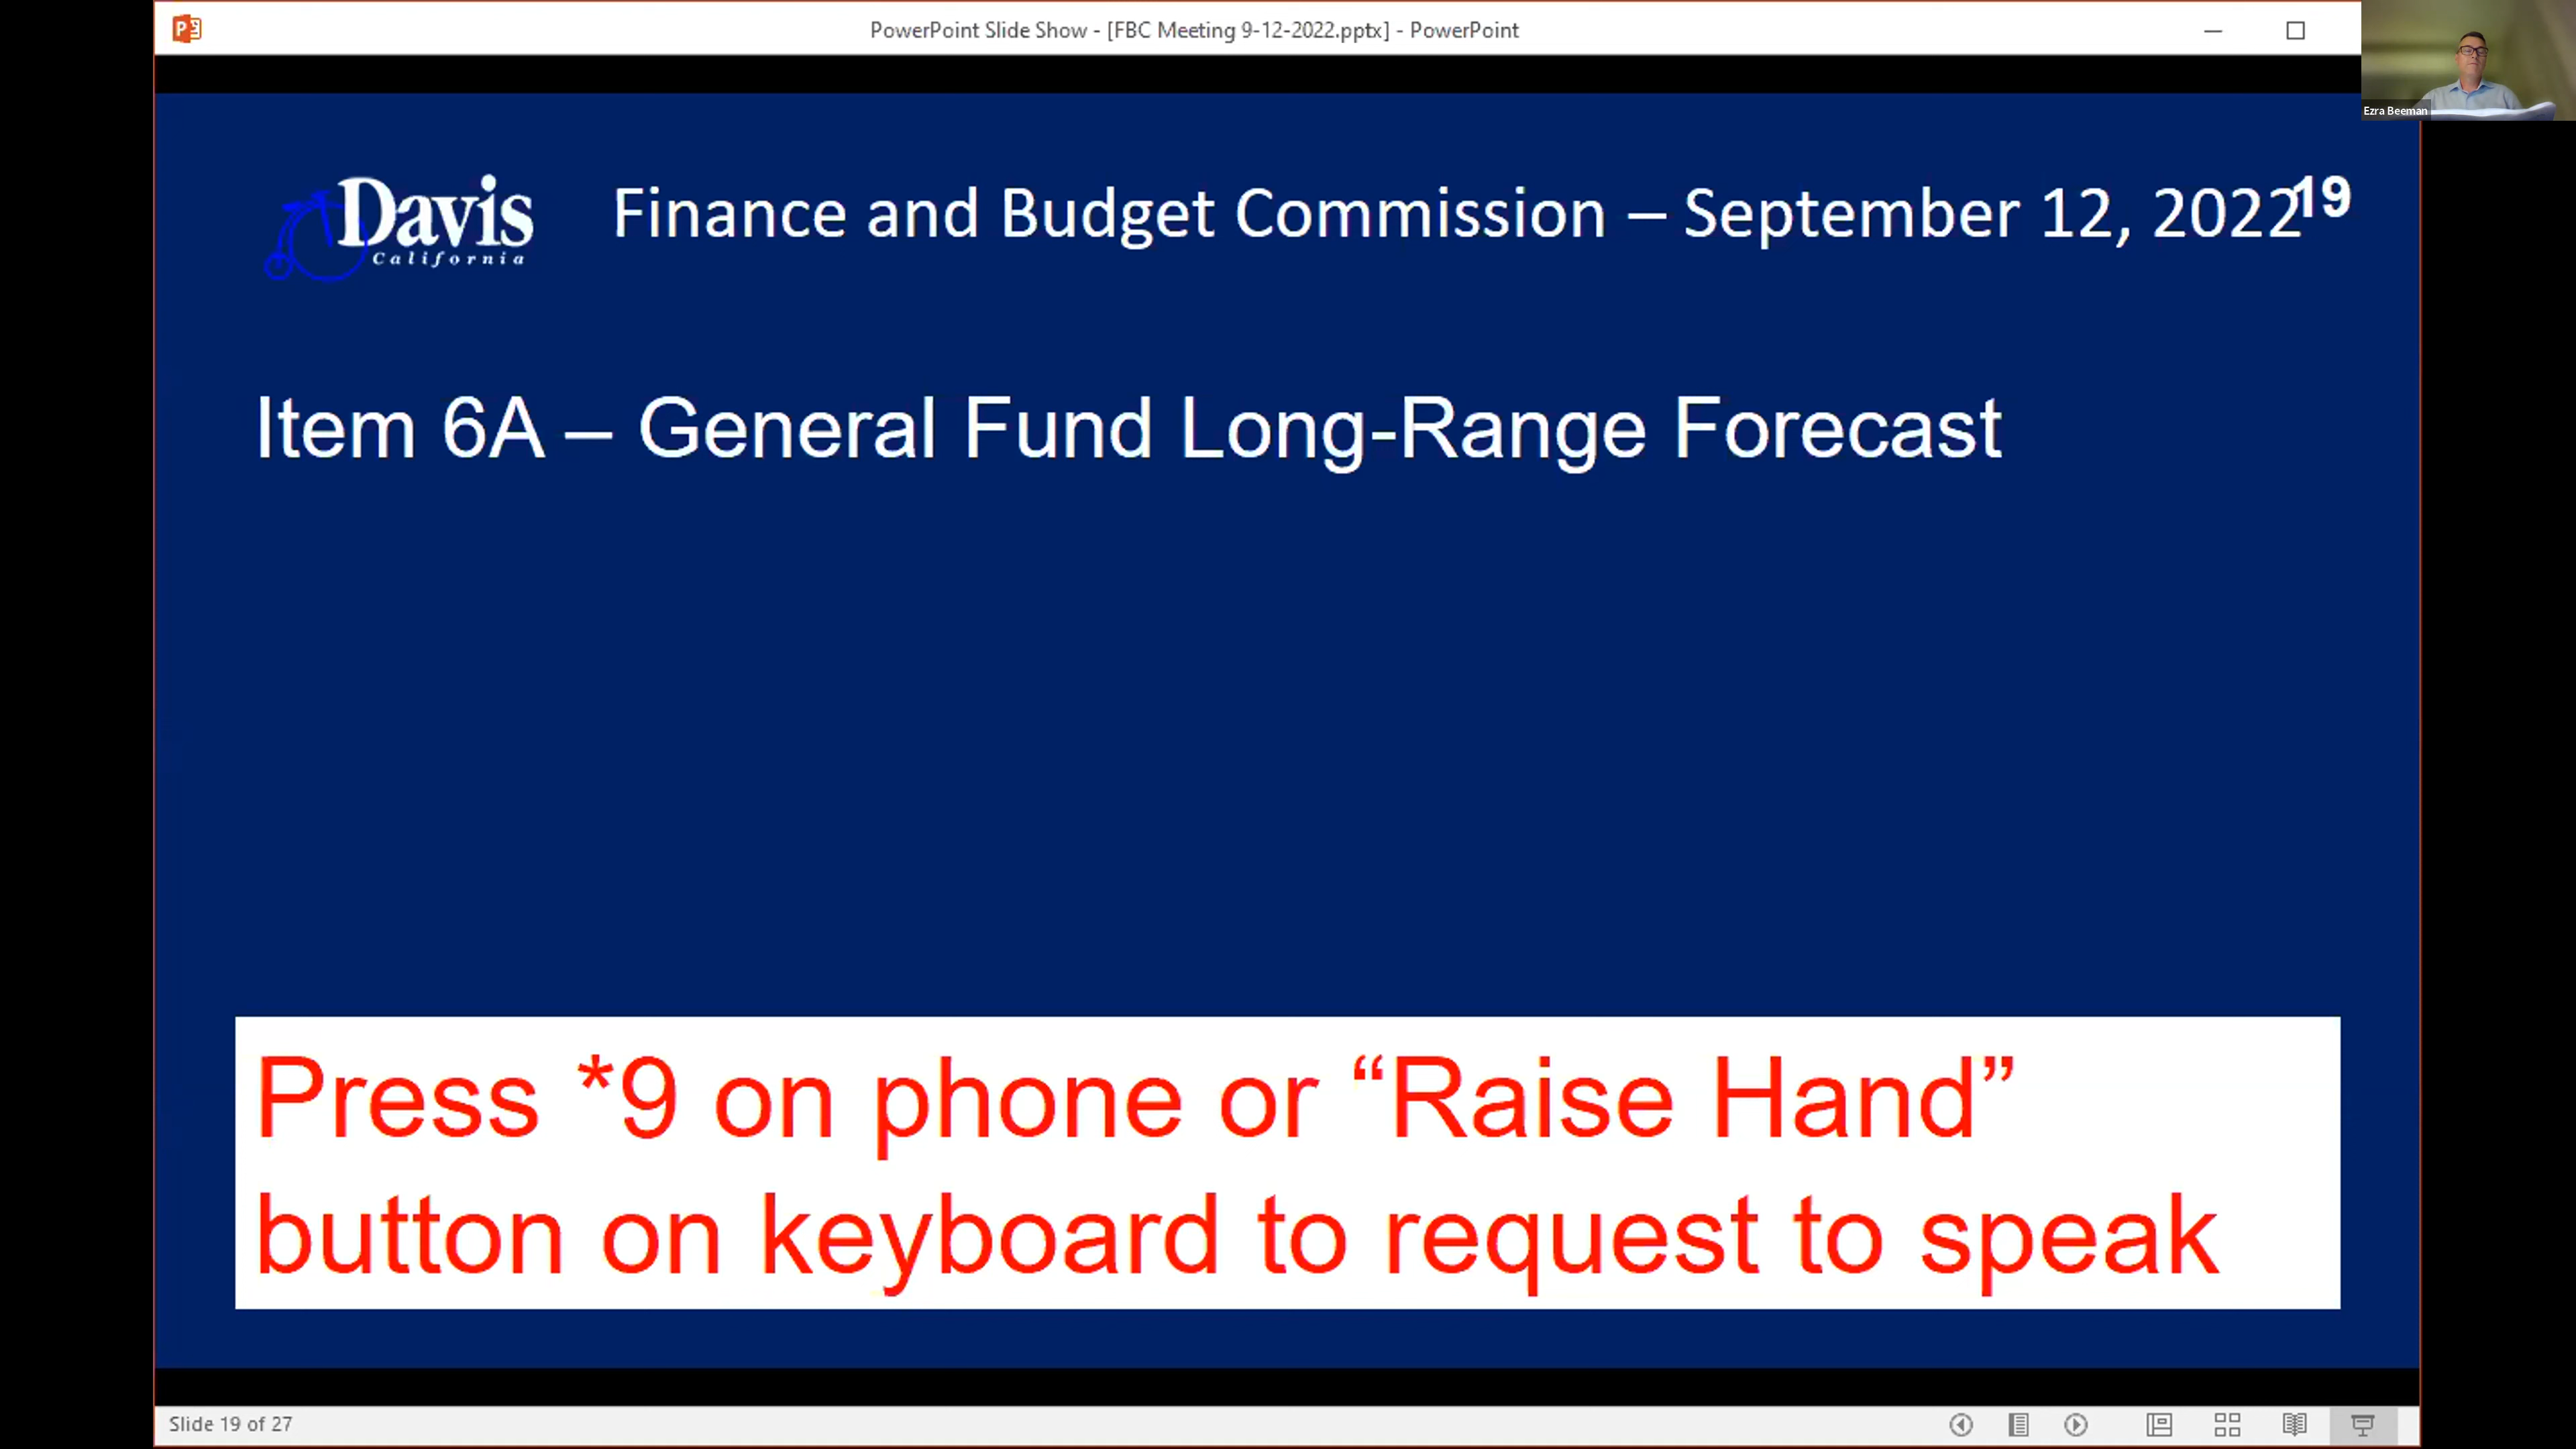 PowerPoint Slide Show - [FBC Meeting 9-12-2022.pptx] - PowerPoint
Ezra Beeman
Davis
California
Finance and Budget Commission – September 12, 2022
19
Item 6A – General Fund Long-Range Forecast
Press *9 on phone or “Raise Hand”
button on keyboard to request to speak
Slide 19 of 27